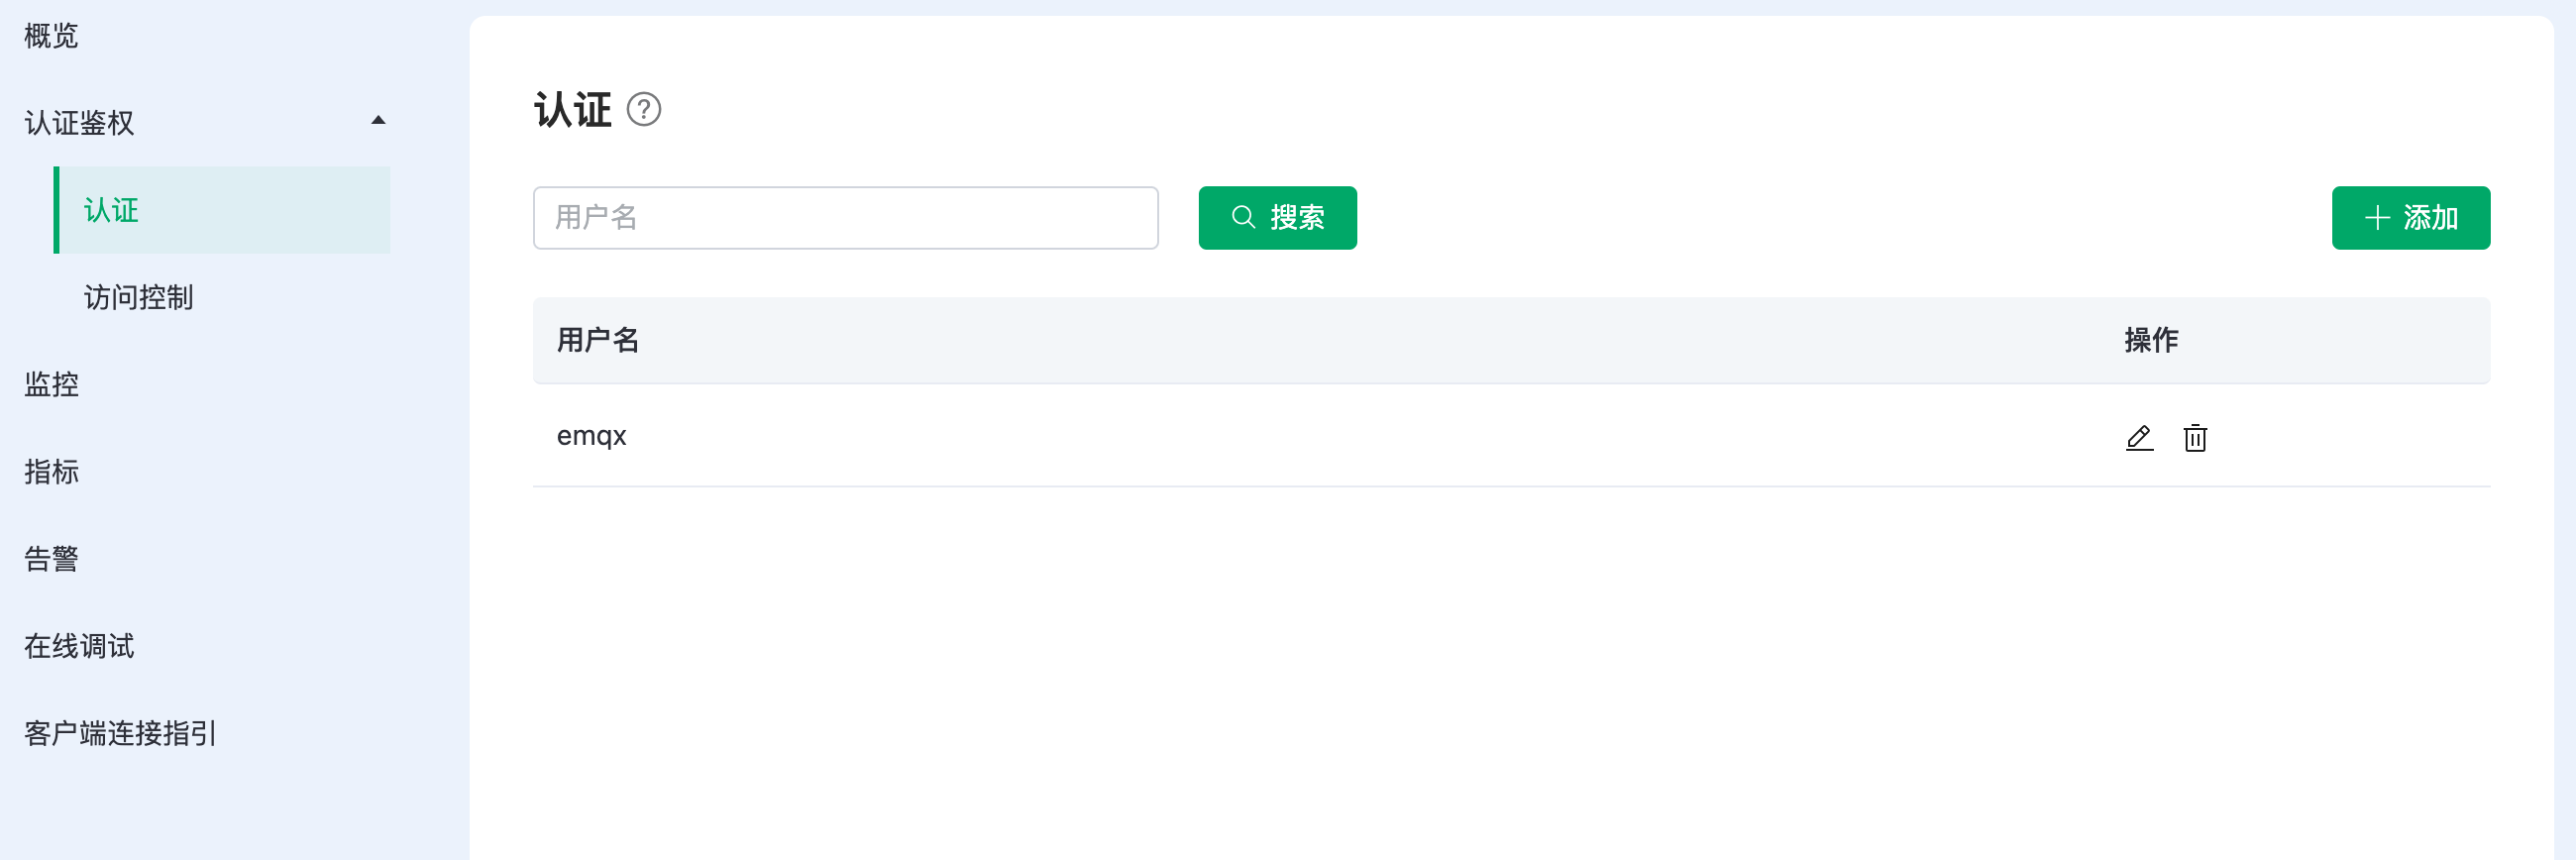 概览
认证鉴权
认证
访问控制
监控
指标
告警
在线调试
客户端连接指引
认证 ?
用户名 搜索 添加
用户名 操作
emqx